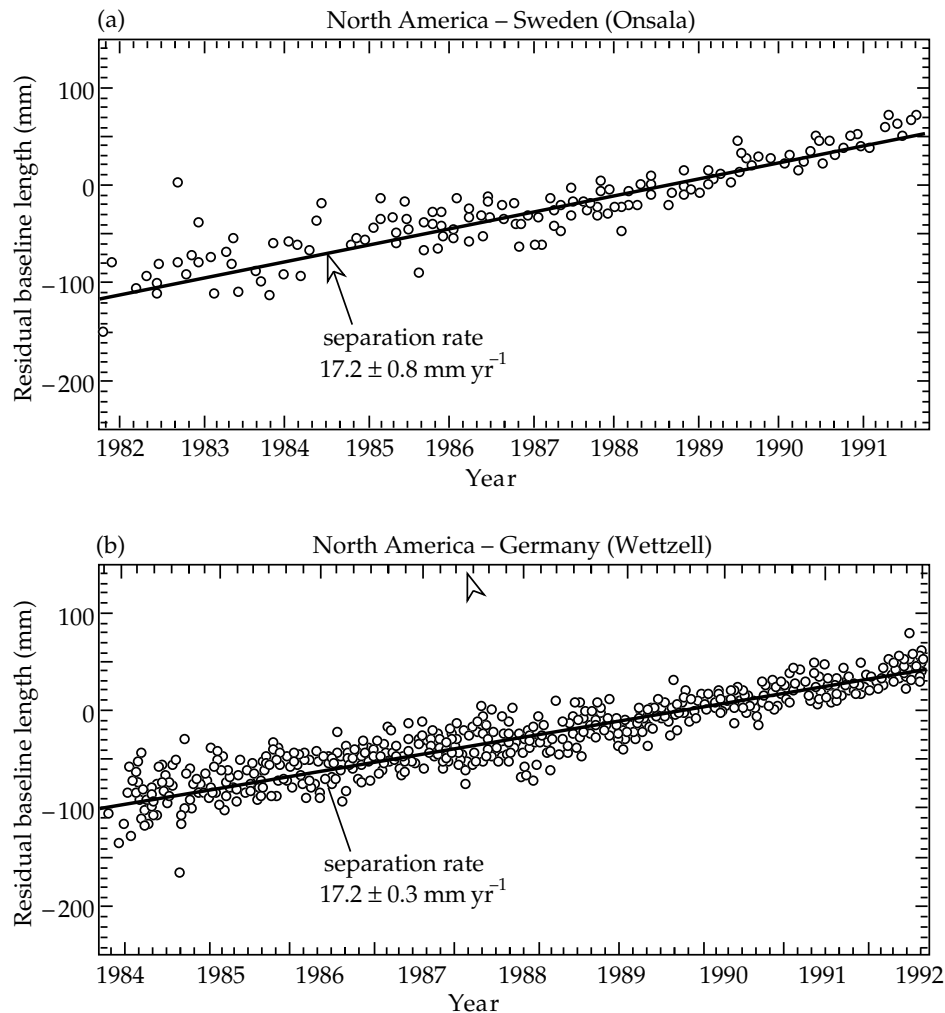 (a) North America – Sweden (Onsala)
Residual baseline length (mm)
100
0
−100
−200
separation rate
17.2 ± 0.8 mm yr⁻¹
1982 1983 1984 1985 1986 1987 1988 1989 1990 1991
Year
(b) North America – Germany (Wettzell)
Residual baseline length (mm)
100
0
−100
−200
separation rate
17.2 ± 0.3 mm yr⁻¹
1984 1985 1986 1987 1988 1989 1990 1991 1992
Year